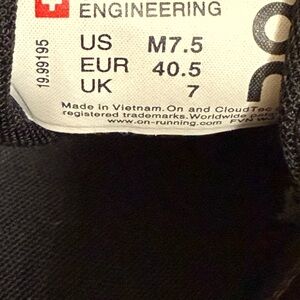 ENGINEERING
US M7.5
EUR 40.5
UK 7
Made in Vietnam. On and CloudTec
registered trademarks. Worldwide
www.on-running.com
19.99195